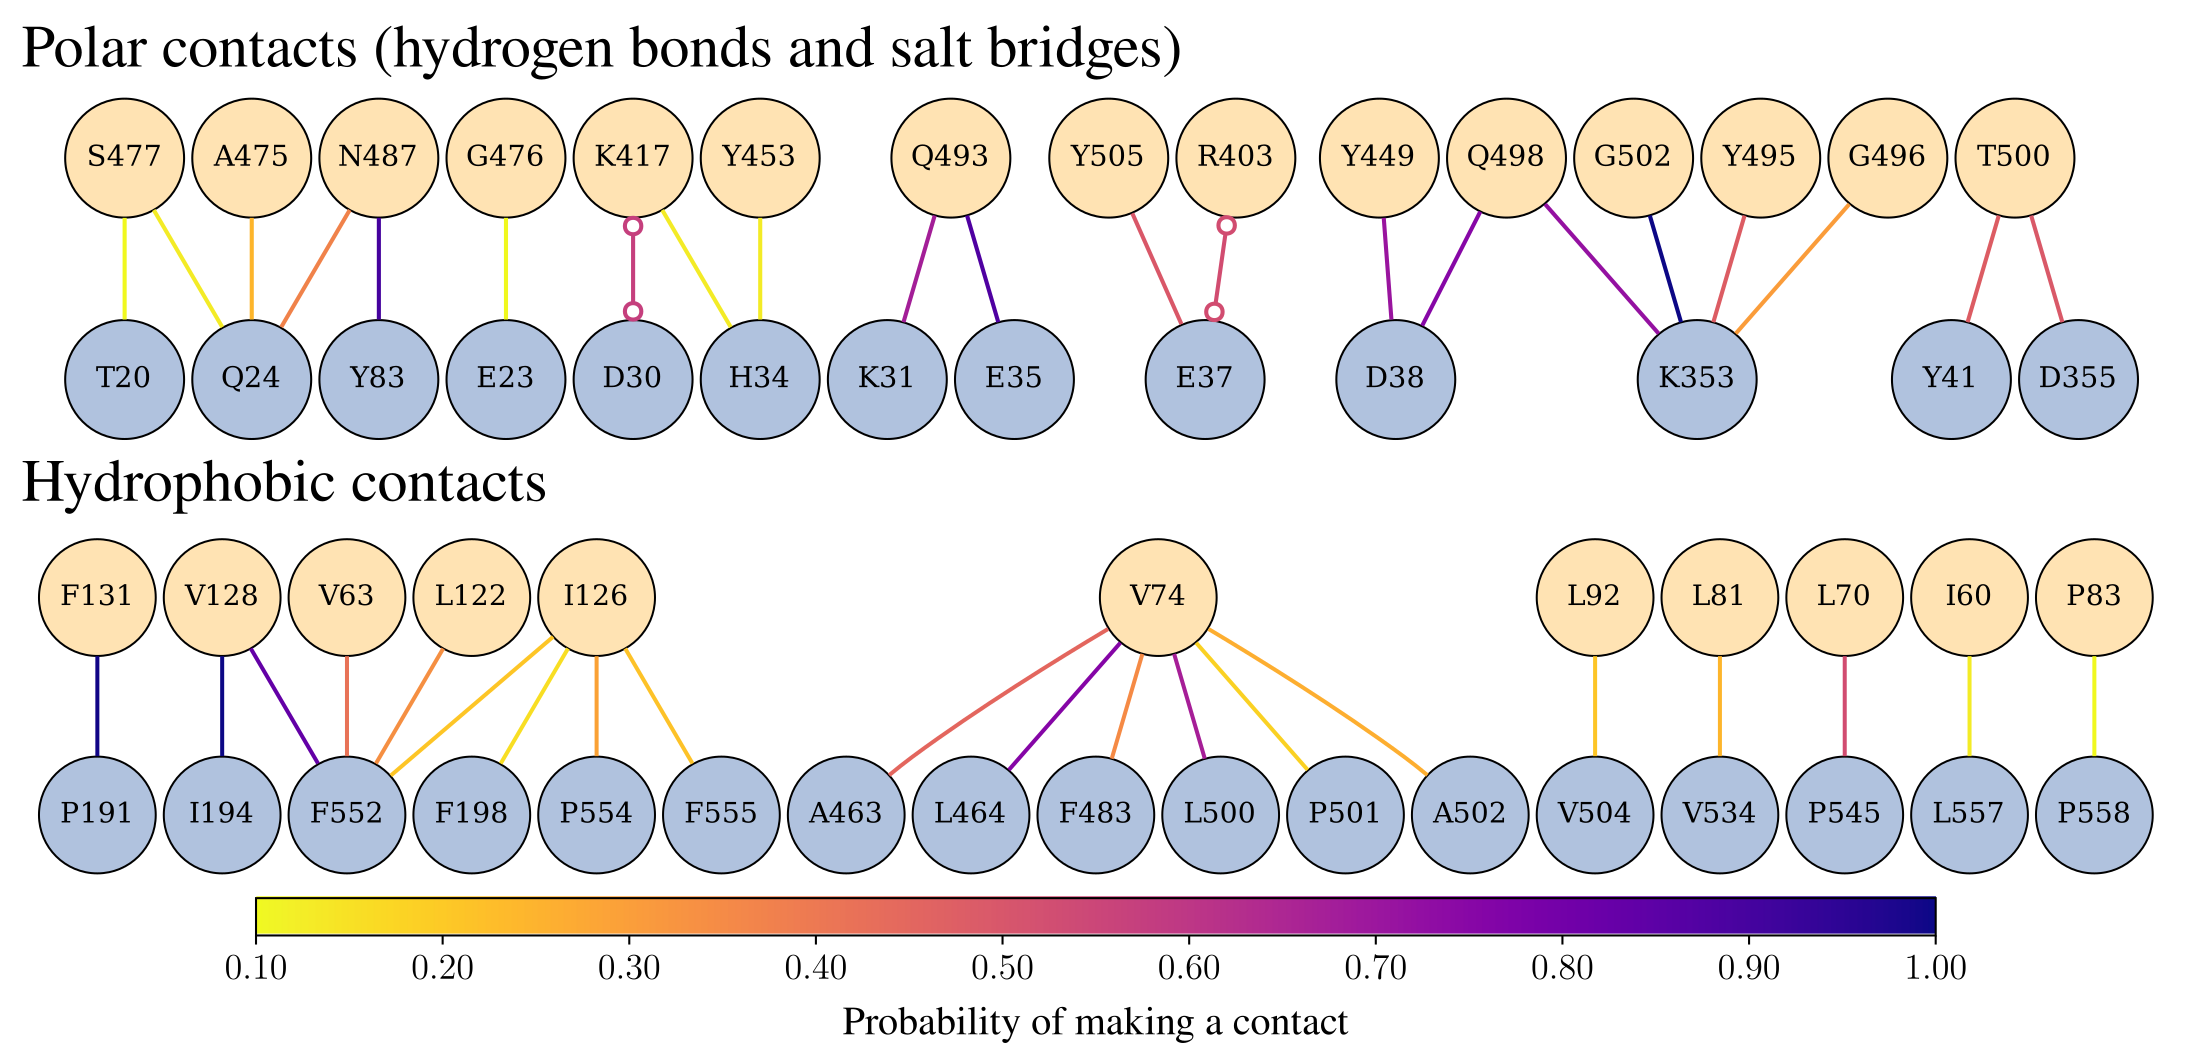 Polar contacts (hydrogen bonds and salt bridges)
S477 A475 N487 G476 K417 Y453 Q493 Y505 R403 Y449 Q498 G502 Y495 G496 T500
T20 Q24 Y83 E23 D30 H34 K31 E35 E37 D38 K353 Y41 D355
Hydrophobic contacts
F131 V128 V63 L122 I126 V74 L92 L81 L70 I60 P83
P191 I194 F552 F198 P554 F555 A463 L464 F483 L500 P501 A502 V504 V534 P545 L557 P558
0.10 0.20 0.30 0.40 0.50 0.60 0.70 0.80 0.90 1.00
Probability of making a contact